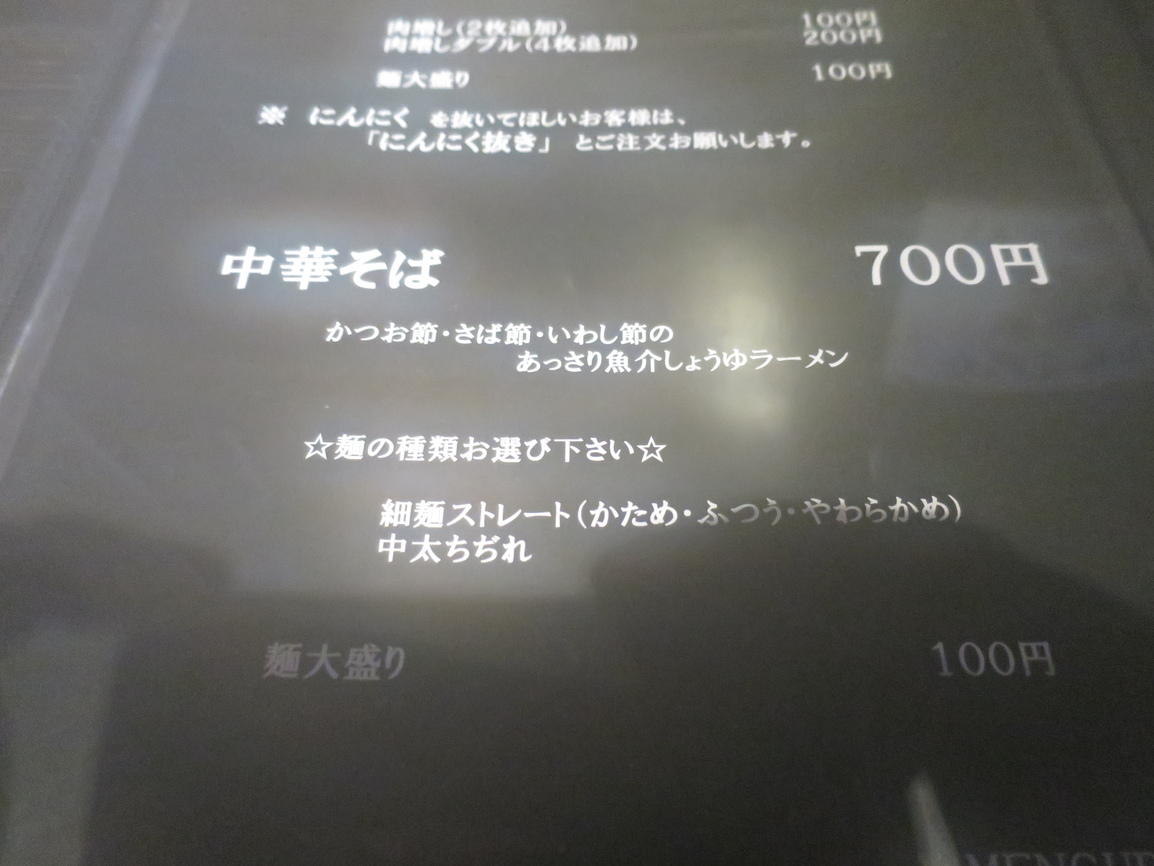 肉増し(2枚追加) 100円
肉増しダブル(4枚追加) 200円
麺大盛り 100円
※ にんにく を抜いてほしいお客様は、
「にんにく抜き」 とご注文お願いします。
中華そば 700円
かつお節・さば節・いわし節の
あっさり魚介しょうゆラーメン
☆麺の種類お選び下さい☆
細麺ストレート(かため・ふつう・やわらかめ)
中太ちぢれ
麺大盛り 100円